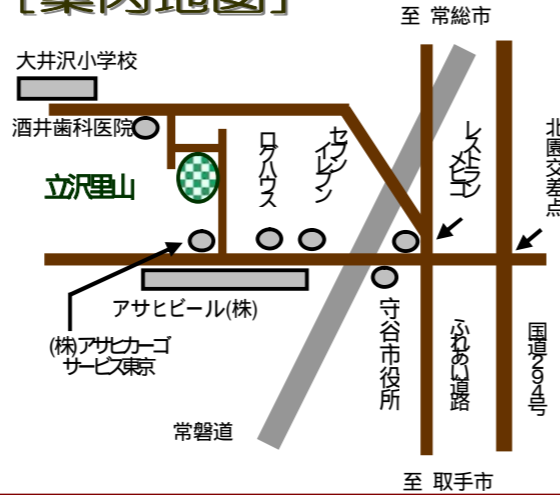 [案内地図]
至 常総市
大井沢小学校
酒井歯科医院
立沢里山
ログハウス
セブン
イレブン
レストラン
メヒコ
北園交差点
アサヒビール(株)
(株)アサヒカーゴ
サービス東京
守谷市役所
ふれあい道路
国道294号
常磐道
至 取手市